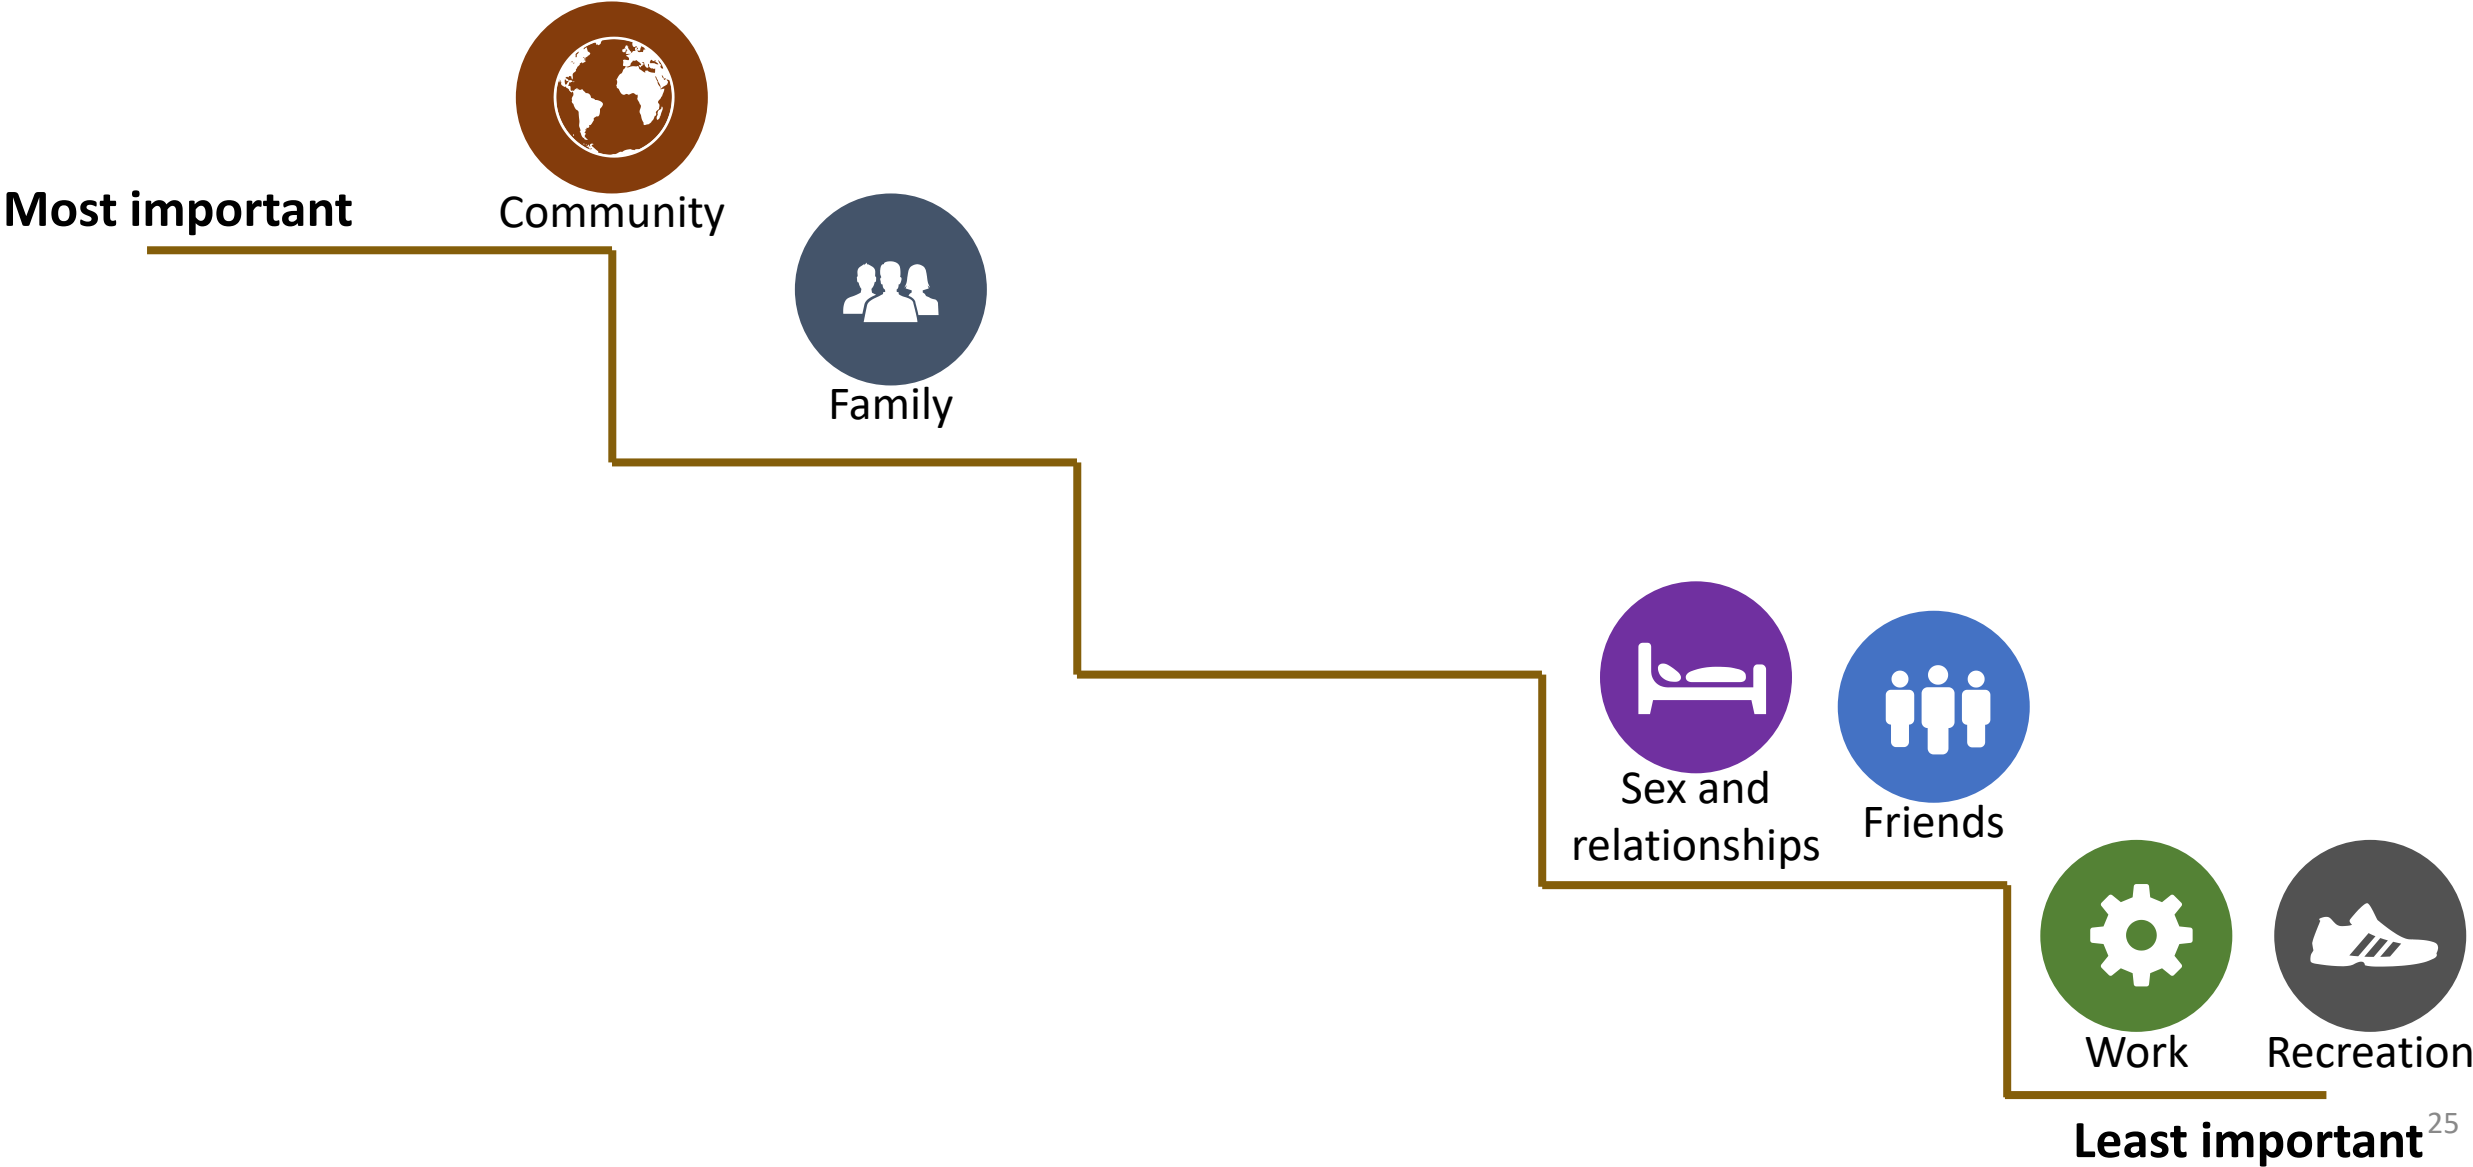 Most important
Community
Family
Sex and
relationships
Friends
Work
Recreation
Least important
25